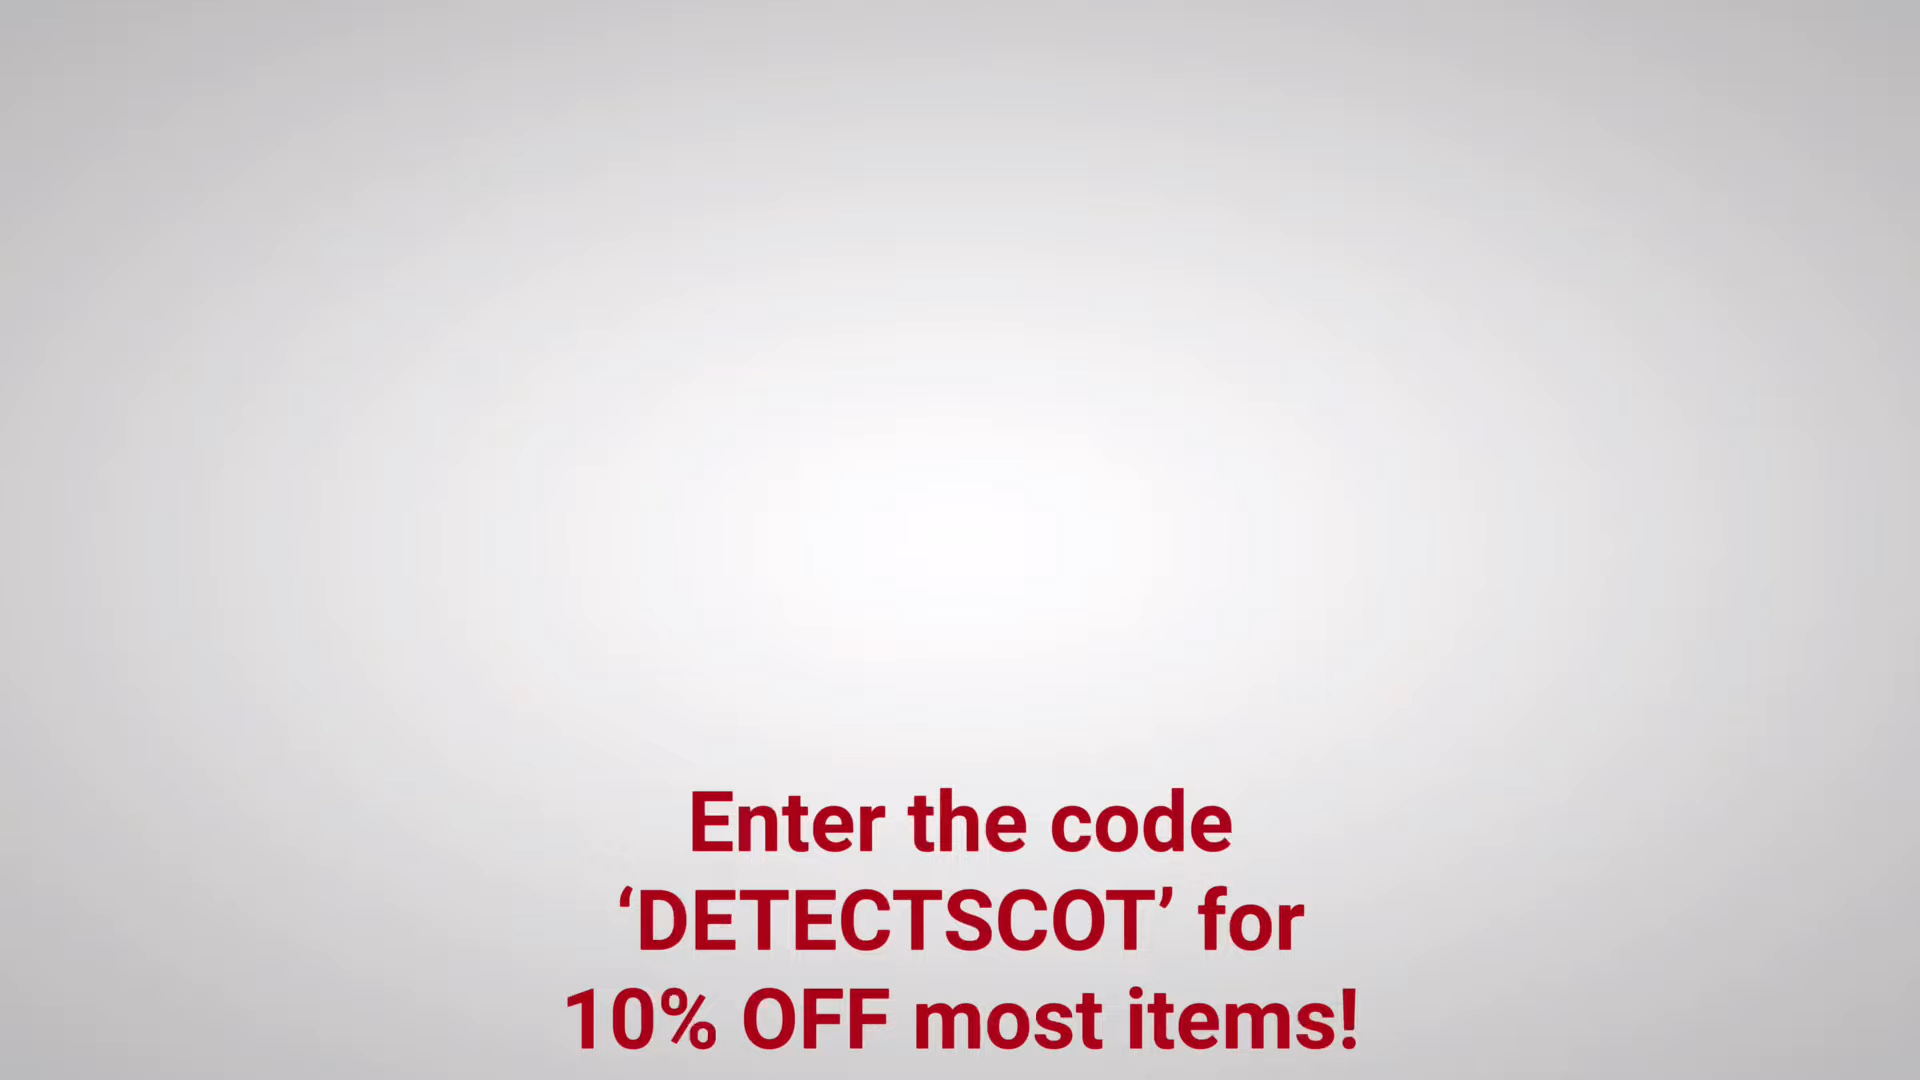 Enter the code
‘DETECTSCOT’ for
10% OFF most items!